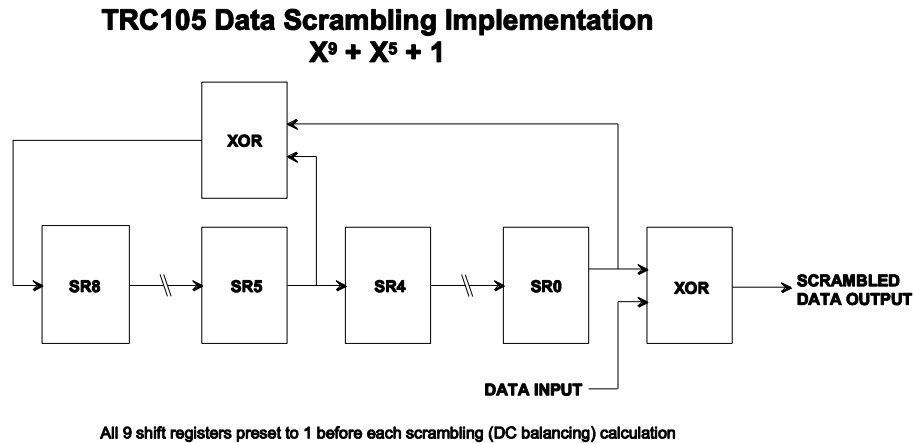 TRC105 Data Scrambling Implementation
X⁹ + X⁵ + 1
XOR
SR8
SR5
SR4
SR0
XOR
SCRAMBLED
DATA OUTPUT
DATA INPUT
All 9 shift registers preset to 1 before each scrambling (DC balancing) calculation